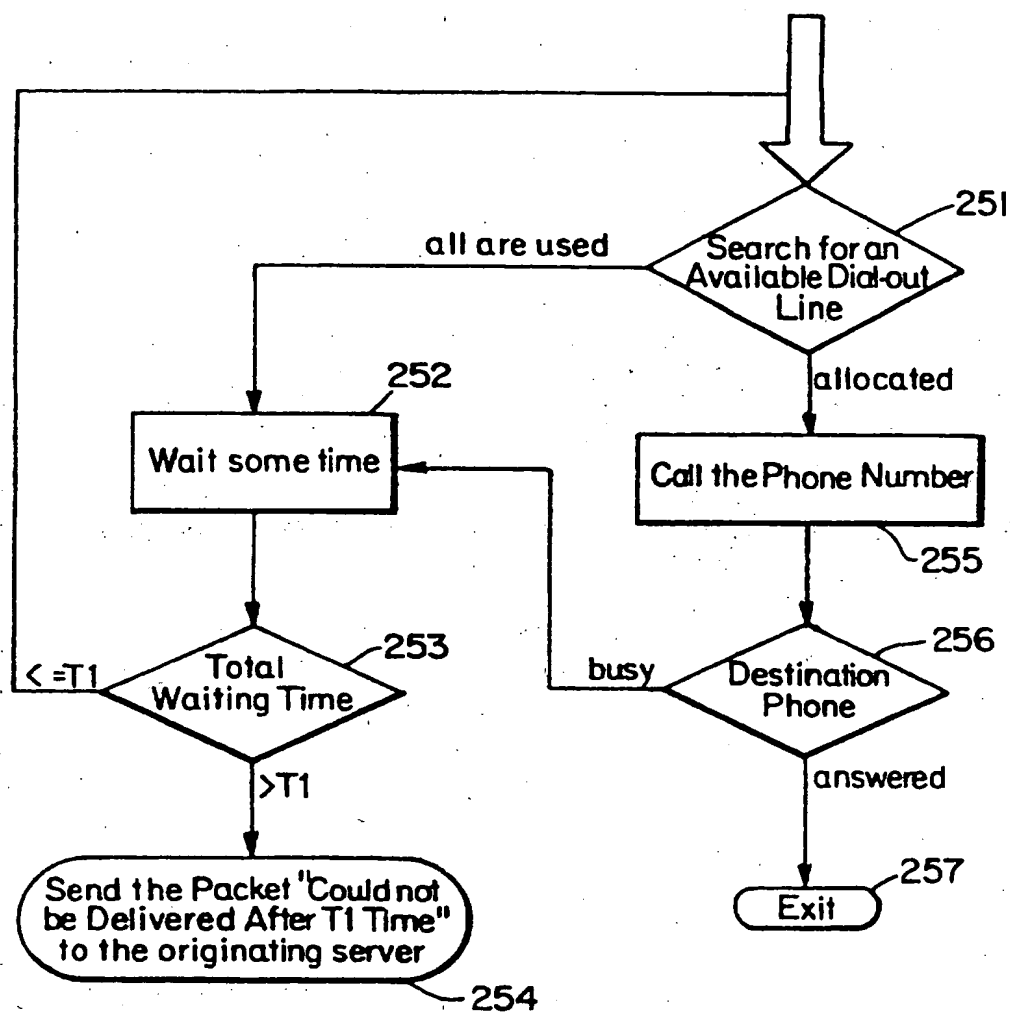 251
all are used
Search for an
Available Dial-out
Line
252
allocated
Wait some time
Call the Phone Number
255
253
256
< =T1
Total
Waiting Time
busy
Destination
Phone
>T1
answered
257
Send the Packet "Could not
be Delivered After T1 Time"
to the originating server
Exit
254